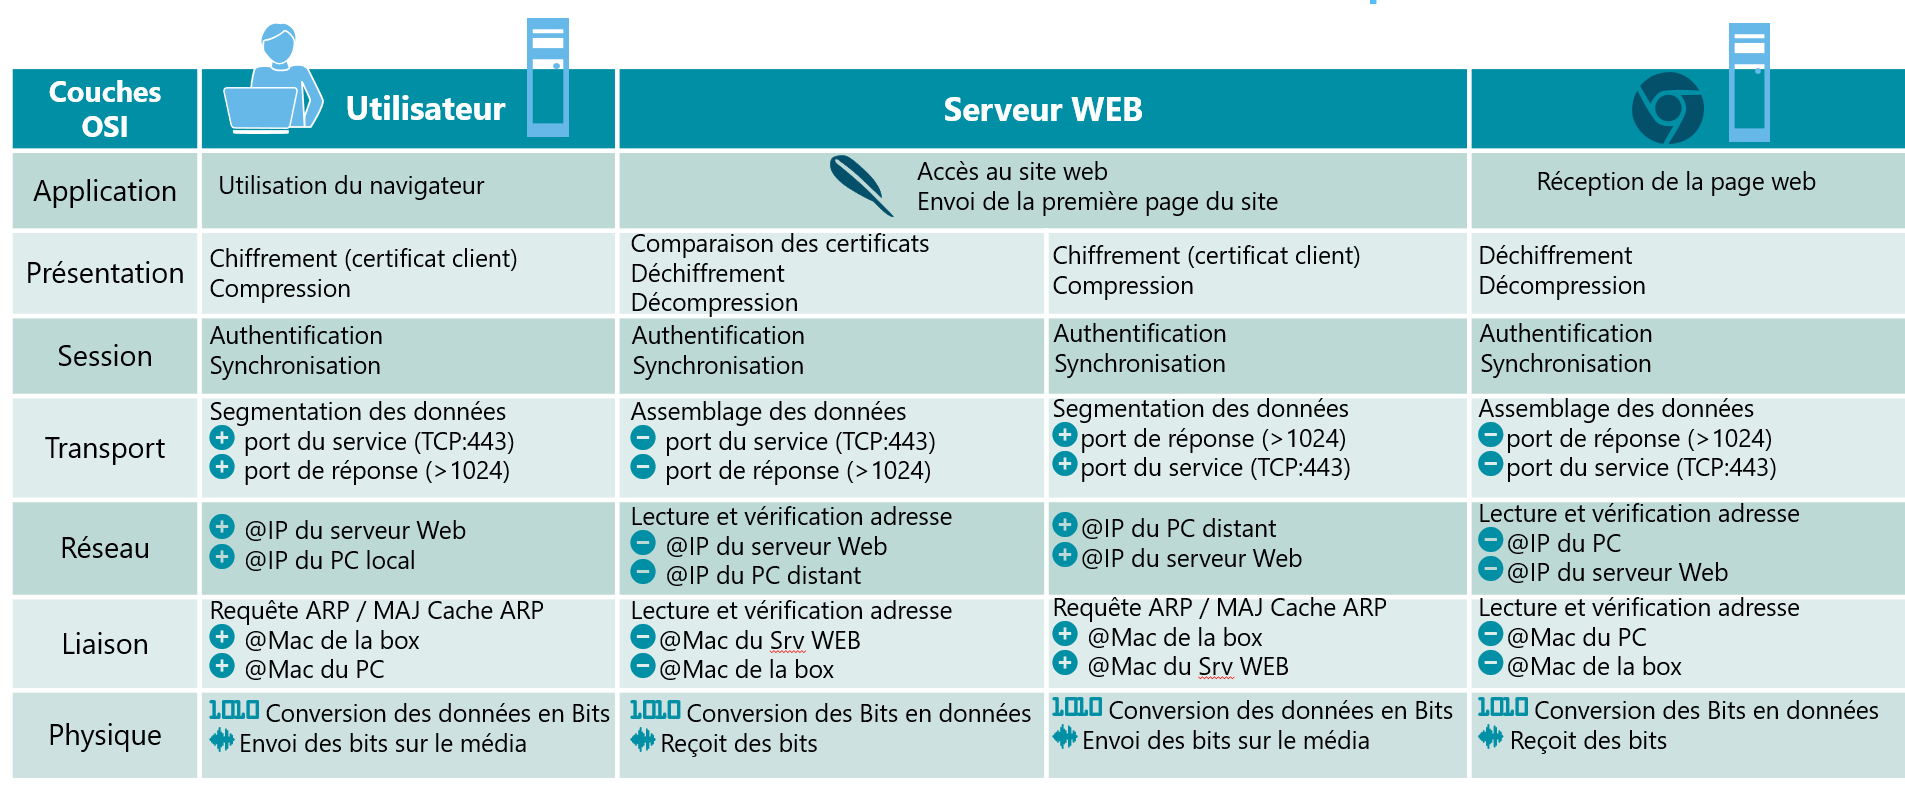 Couches
OSI
Utilisateur
Serveur WEB
Application
Utilisation du navigateur
Accès au site web
Envoi de la première page du site
Réception de la page web
Présentation
Chiffrement (certificat client)
Compression
Comparaison des certificats
Déchiffrement
Décompression
Chiffrement (certificat client)
Compression
Déchiffrement
Décompression
Session
Authentification
Synchronisation
Authentification
Synchronisation
Authentification
Synchronisation
Authentification
Synchronisation
Transport
Segmentation des données
+ port du service (TCP:443)
+ port de réponse (>1024)
Assemblage des données
− port du service (TCP:443)
− port de réponse (>1024)
Segmentation des données
+ port de réponse (>1024)
+ port du service (TCP:443)
Assemblage des données
− port de réponse (>1024)
− port du service (TCP:443)
Réseau
+ @IP du serveur Web
+ @IP du PC local
Lecture et vérification adresse
− @IP du serveur Web
− @IP du PC distant
+ @IP du PC distant
+ @IP du serveur Web
Lecture et vérification adresse
− @IP du PC
− @IP du serveur Web
Liaison
Requête ARP / MAJ Cache ARP
+ @Mac de la box
+ @Mac du PC
Lecture et vérification adresse
− @Mac du Srv WEB
− @Mac de la box
Requête ARP / MAJ Cache ARP
+ @Mac de la box
+ @Mac du Srv WEB
Lecture et vérification adresse
− @Mac du PC
− @Mac de la box
Physique
1010 Conversion des données en Bits
Envoi des bits sur le média
1010 Conversion des Bits en données
Reçoit des bits
1010 Conversion des données en Bits
Envoi des bits sur le média
1010 Conversion des Bits en données
Reçoit des bits